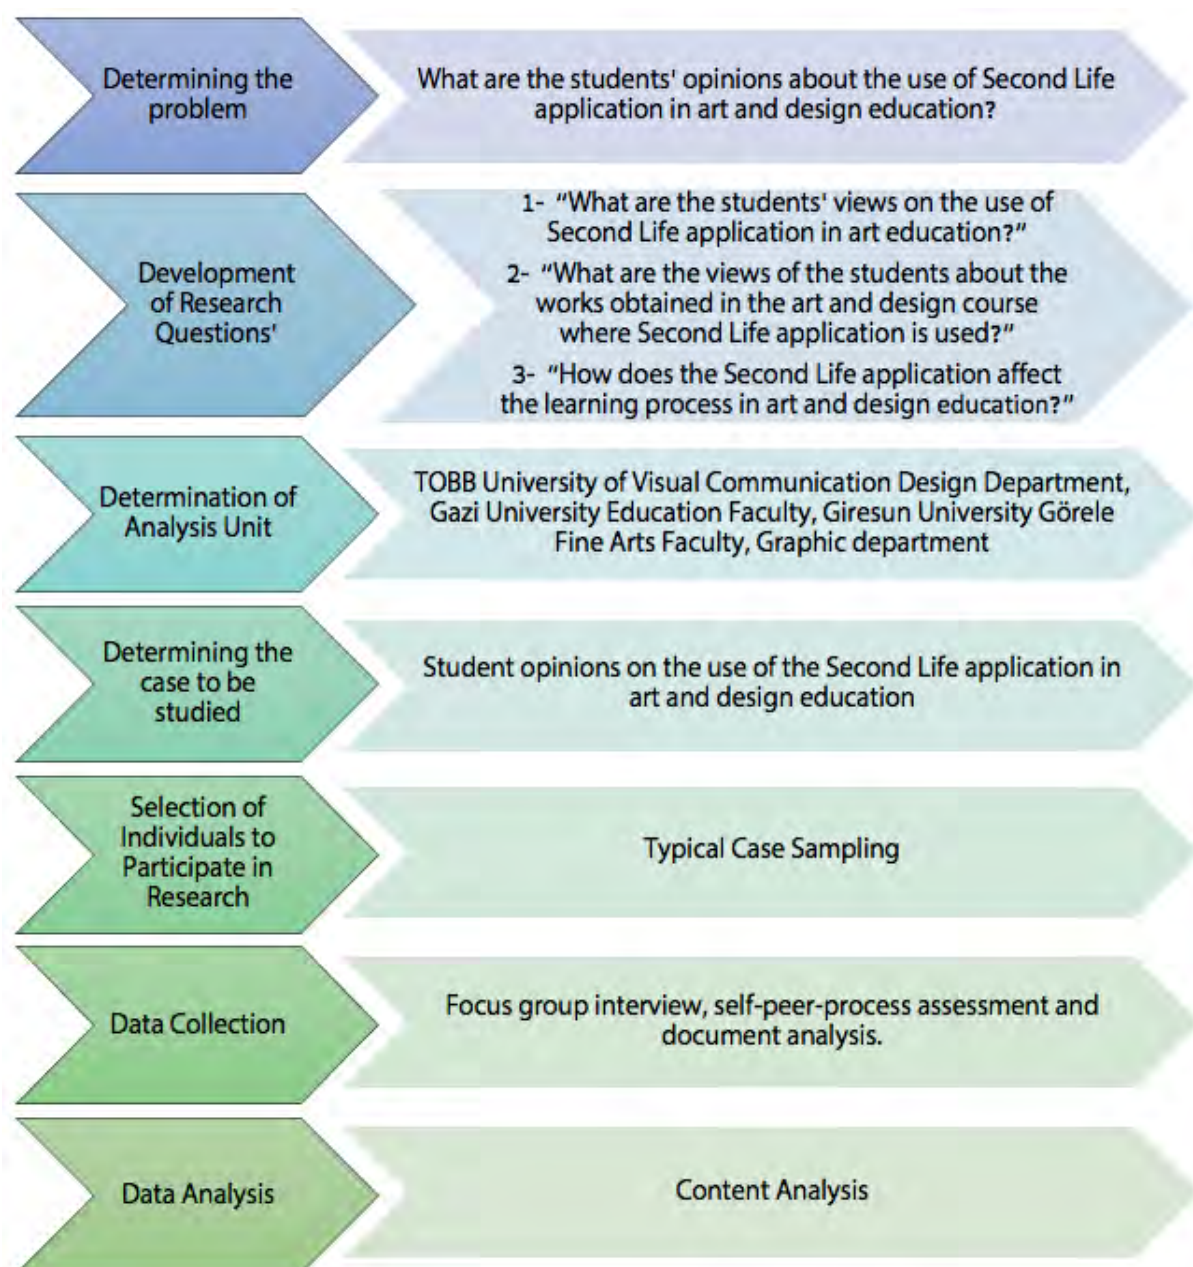 Determining the
problem
What are the students' opinions about the use of Second Life
application in art and design education?
Development
of Research
Questions'
1- “What are the students' views on the use of
Second Life application in art education?”
2- “What are the views of the students about the
works obtained in the art and design course
where Second Life application is used?”
3- “How does the Second Life application affect
the learning process in art and design education?”
Determination of
Analysis Unit
TOBB University of Visual Communication Design Department,
Gazi University Education Faculty, Giresun University Görele
Fine Arts Faculty, Graphic department
Determining the
case to be
studied
Student opinions on the use of the Second Life application in
art and design education
Selection of
Individuals to
Participate in
Research
Typical Case Sampling
Data Collection
Focus group interview, self-peer-process assessment and
document analysis.
Data Analysis
Content Analysis